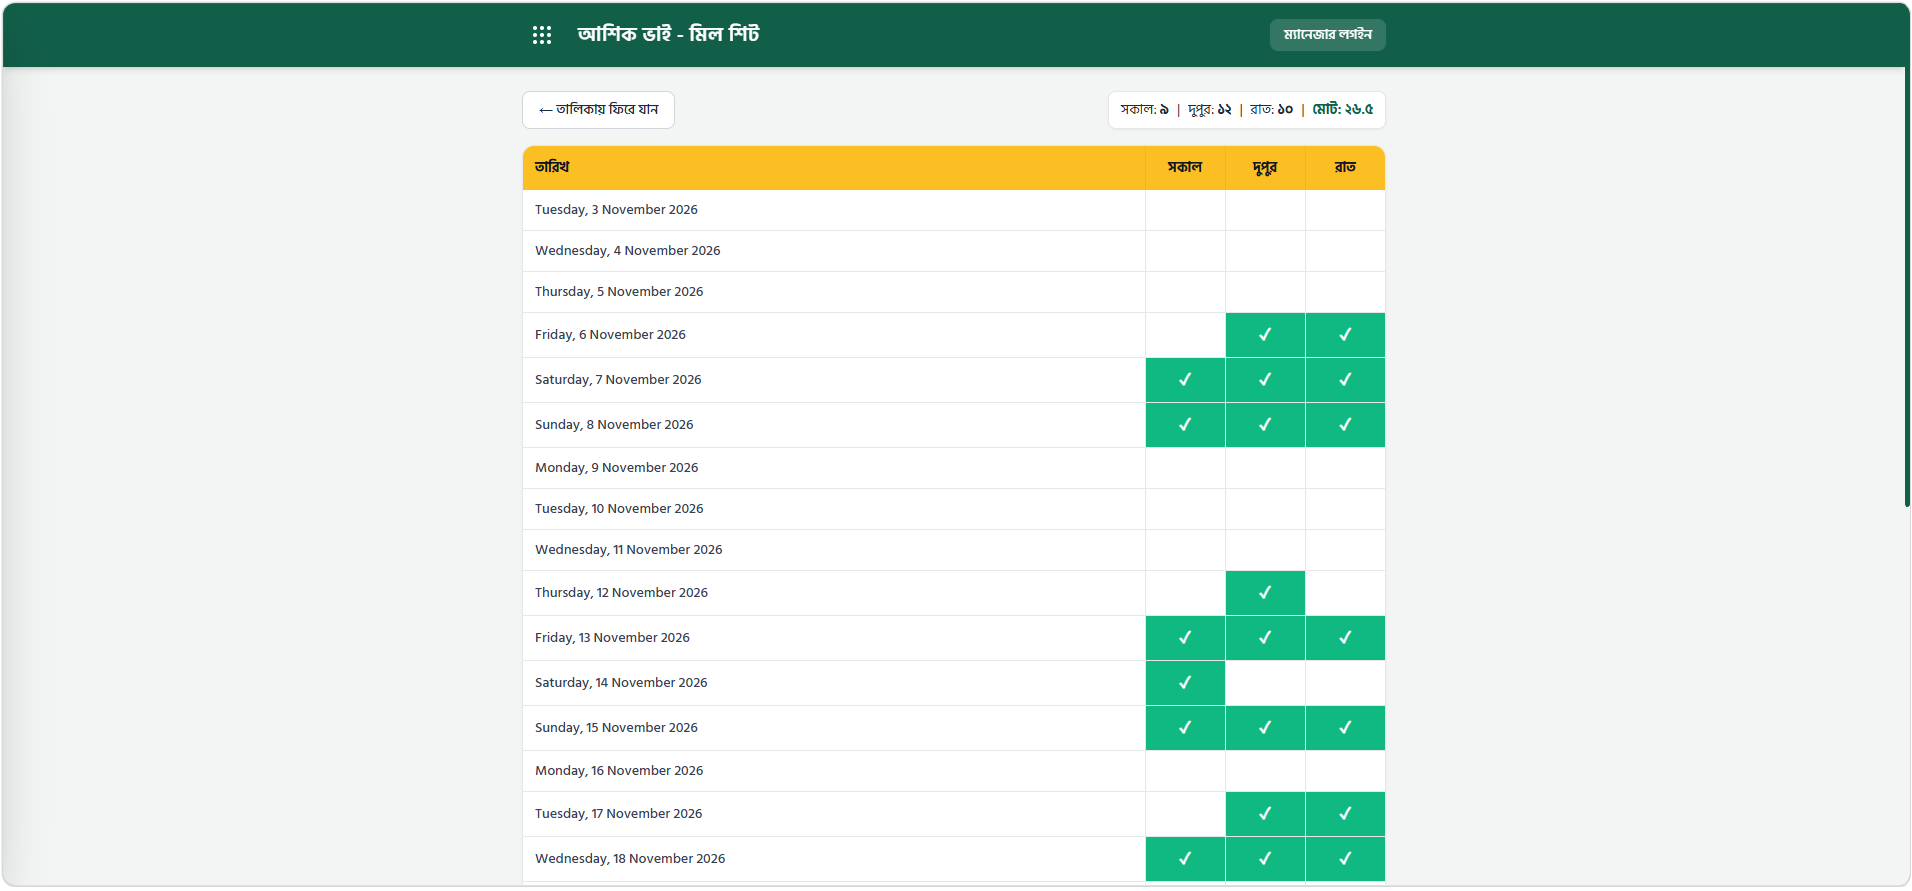 আশিক ভাই - মিল শিট
ম্যানেজার লগইন
← তালিকায় ফিরে যান
সকাল: ৯ | দুপুর: ১২ | রাত: ১০ | মোট: ২৬.৫
তারিখ সকাল দুপুর রাত
Tuesday, 3 November 2026
Wednesday, 4 November 2026
Thursday, 5 November 2026
Friday, 6 November 2026 ✓ ✓
Saturday, 7 November 2026 ✓ ✓ ✓
Sunday, 8 November 2026 ✓ ✓ ✓
Monday, 9 November 2026
Tuesday, 10 November 2026
Wednesday, 11 November 2026
Thursday, 12 November 2026 ✓
Friday, 13 November 2026 ✓ ✓ ✓
Saturday, 14 November 2026 ✓
Sunday, 15 November 2026 ✓ ✓ ✓
Monday, 16 November 2026
Tuesday, 17 November 2026 ✓ ✓
Wednesday, 18 November 2026 ✓ ✓ ✓